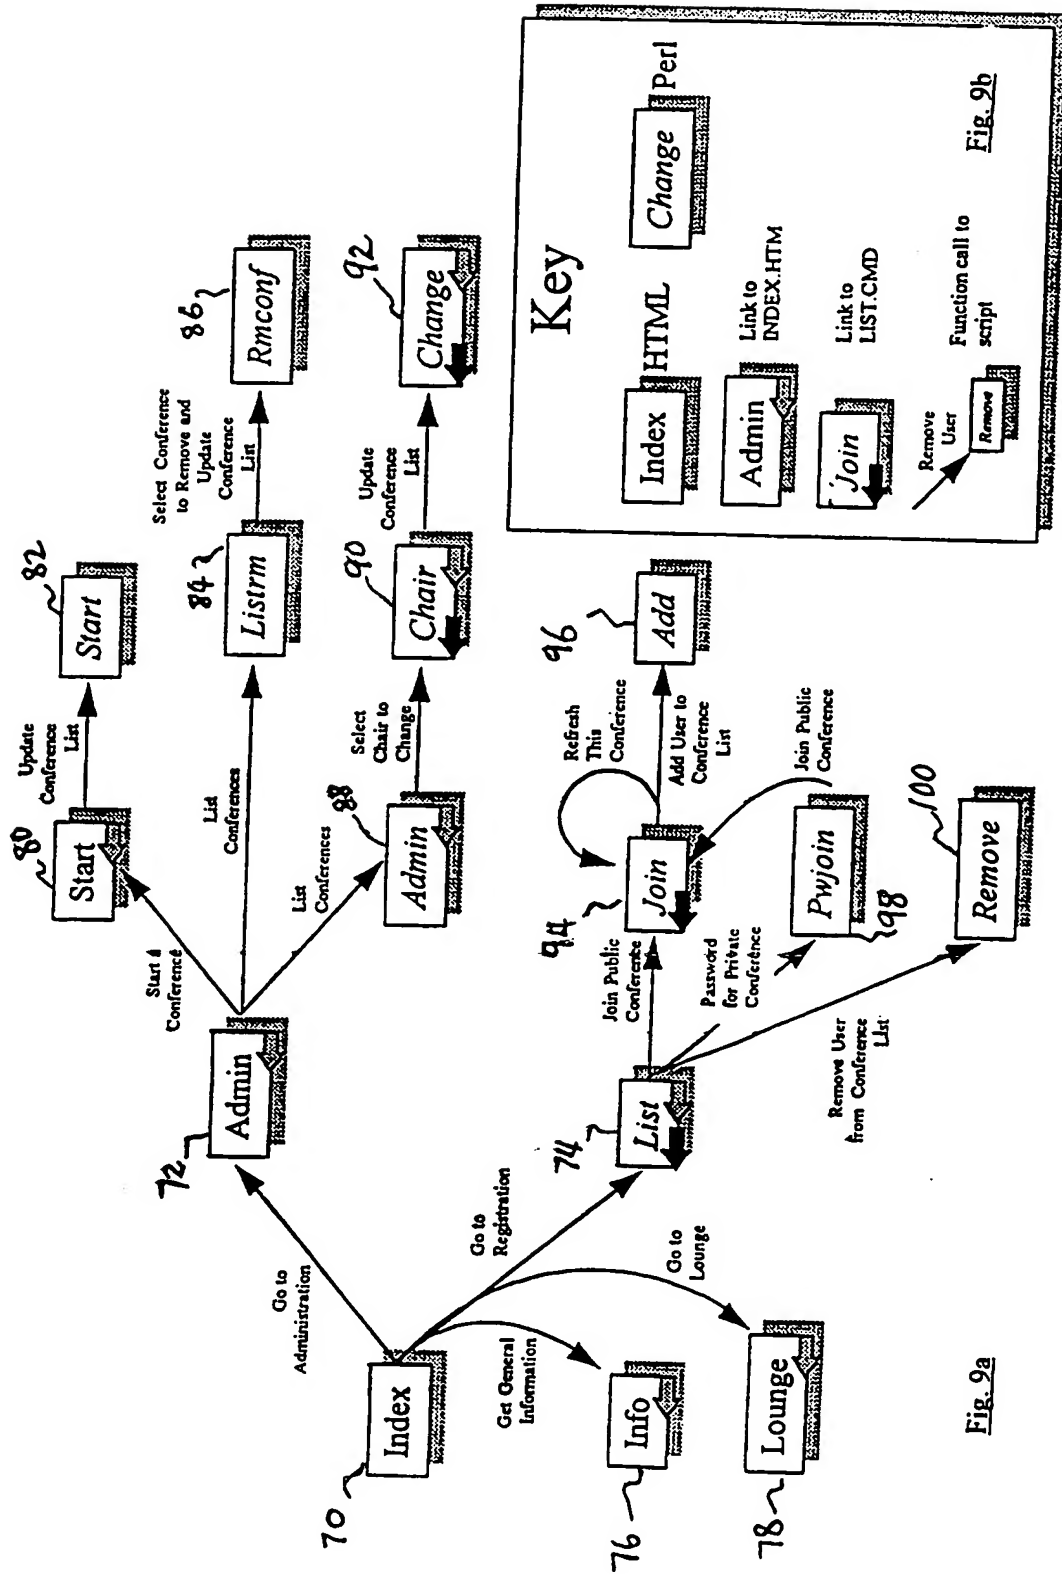 70
Index
Go to
Administration
Go to
Registration
Get General
Information
Go to
Lounge
76
Info
78
Lounge
72
Admin
Start a
Conference
List
Conferences
List
Conferences
80
Start
Update
Conference
List
82
Start
84
Listrm
Select Conference
to Remove and
Update
Conference
List
86
Rmconf
88
Admin
Select
Chair to
Change
90
Chair
Update
Conference
List
92
Change
74
List
Join Public
Conference
Password
for Private
Conference
Remove User
from Conference
List
94
Join
Refresh
This
Conference
Add User to
Conference
List
96
Add
Join Public
Conference
Pwjoin
98
Remove
100
Fig. 9a
Key
Index
HTML
Change
Perl
Admin
Link to
INDEX.HTM
Join
Link to
LIST.CMD
Remove
User
Remove
Function call to
script
Fig. 9b